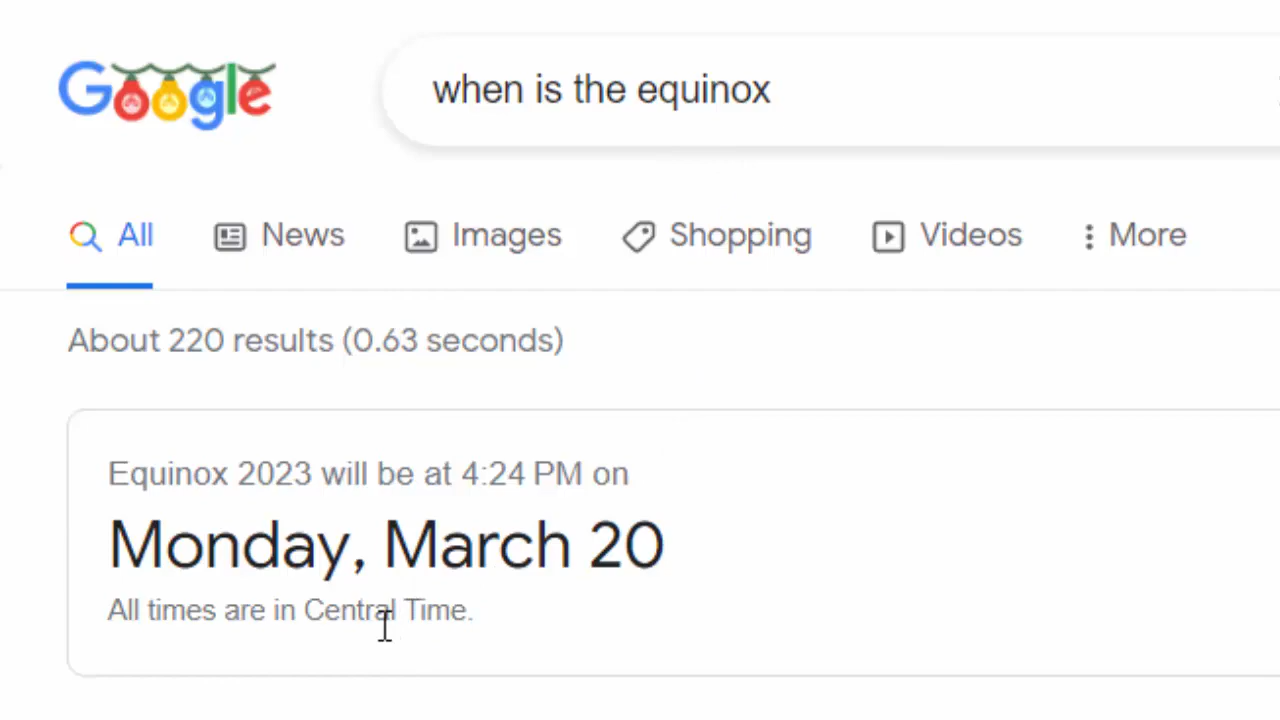 Google
when is the equinox
All News Images Shopping Videos More
About 220 results (0.63 seconds)
Equinox 2023 will be at 4:24 PM on
Monday, March 20
All times are in Central Time.